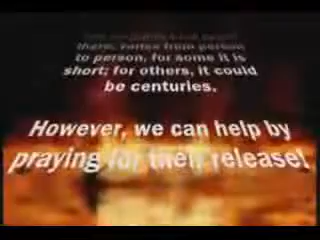 there, varies from person
to person, for some it is
short; for others, it could
be centuries.
However, we can help by
praying for their release!